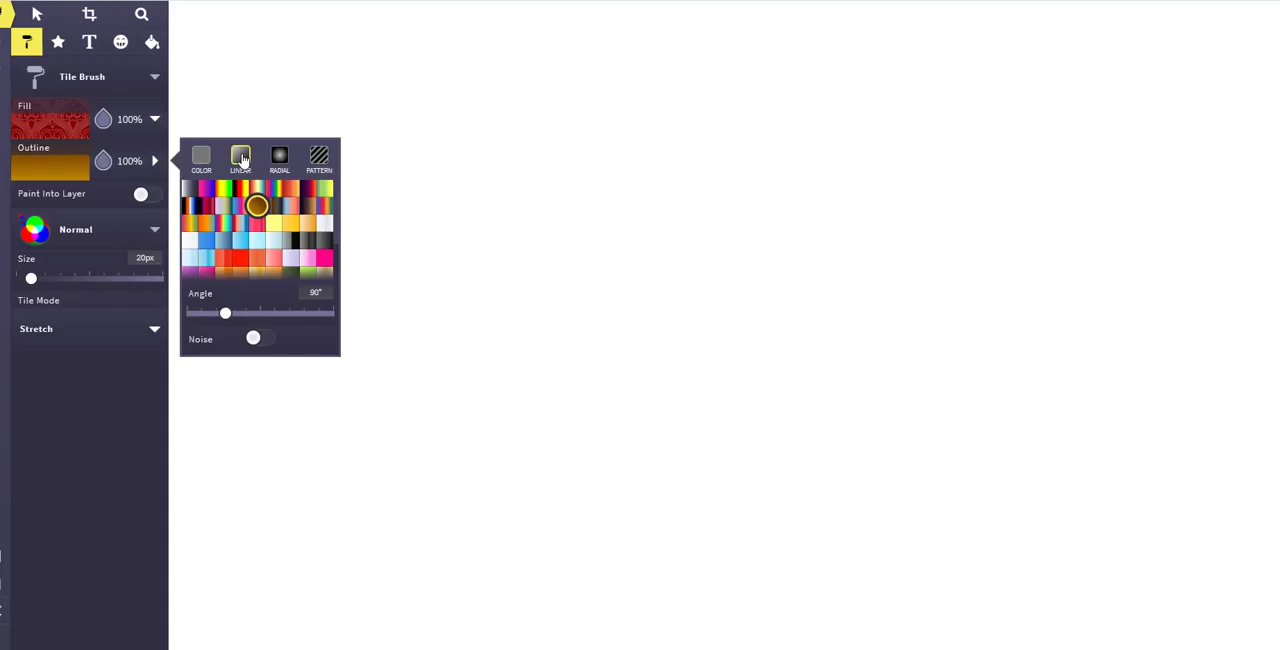 T
Tile Brush
Fill
100%
Outline
100%
COLOR LINEAR RADIAL PATTERN
Paint Into Layer
Normal
Size 20px
Angle 90°
Tile Mode
Stretch
Noise